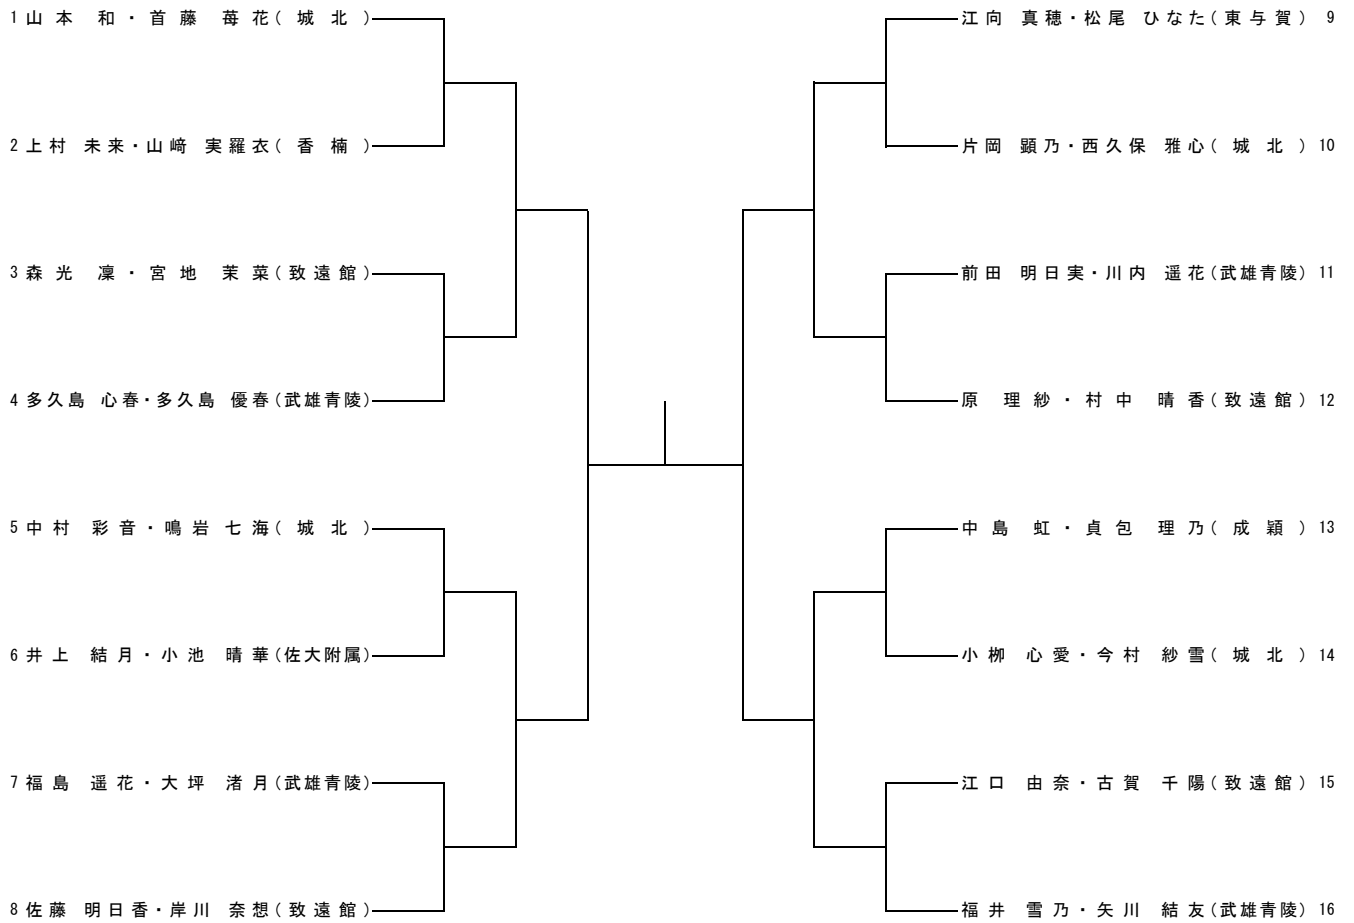 1 山本 和・首藤 苺花(城北)
2 上村 未来・山﨑 実羅衣(香楠)
3 森光 凜・宮地 茉菜(致遠館)
4 多久島 心春・多久島 優春(武雄青陵)
5 中村 彩音・鳴岩 七海(城北)
6 井上 結月・小池 晴華(佐大附属)
7 福島 遥花・大坪 渚月(武雄青陵)
8 佐藤 明日香・岸川 奈想(致遠館)
江向 真穂・松尾 ひなた(東与賀) 9
片岡 顕乃・西久保 雅心(城北) 10
前田 明日実・川内 遥花(武雄青陵) 11
原 理紗・村中 晴香(致遠館) 12
中島 虹・貞包 理乃(成穎) 13
小栁 心愛・今村 紗雪(城北) 14
江口 由奈・古賀 千陽(致遠館) 15
福井 雪乃・矢川 結友(武雄青陵) 16